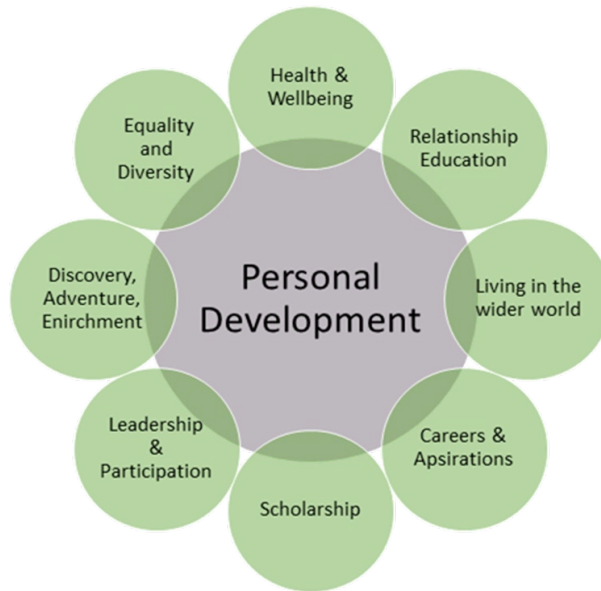 Health &
Wellbeing
Relationship
Education
Living in the
wider world
Careers &
Apsirations
Scholarship
Leadership
&
Participation
Discovery,
Adventure,
Enirchment
Equality
and
Diversity
Personal
Development